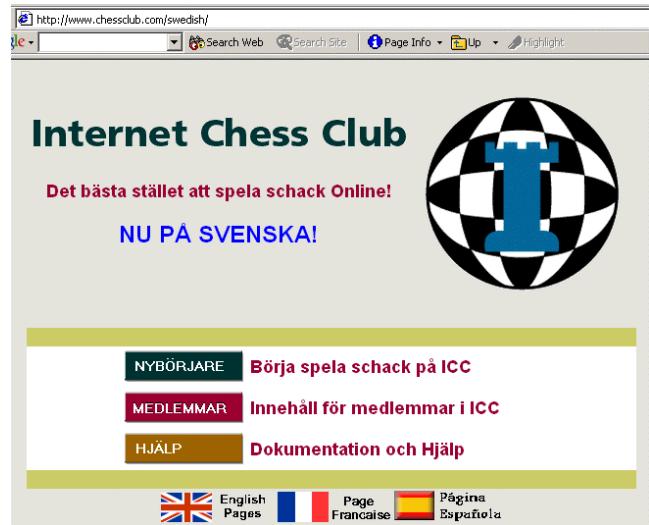 http://www.chessclub.com/swedish/
gle Search Web Search Site Page Info Up Highlight
Internet Chess Club
Det bästa stället att spela schack Online!
NU PÅ SVENSKA!
NYBÖRJARE Börja spela schack på ICC
MEDLEMMAR Innehåll för medlemmar i ICC
HJÄLP Dokumentation och Hjälp
English Pages
Page Francaise
Página Española